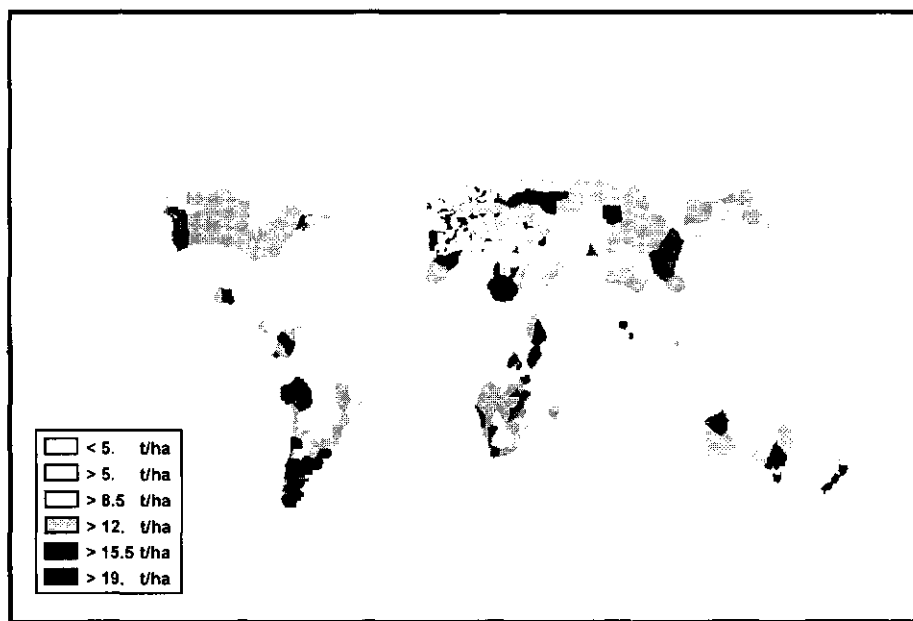 < 5. t/ha
> 5. t/ha
> 8.5 t/ha
> 12. t/ha
> 15.5 t/ha
> 19. t/ha